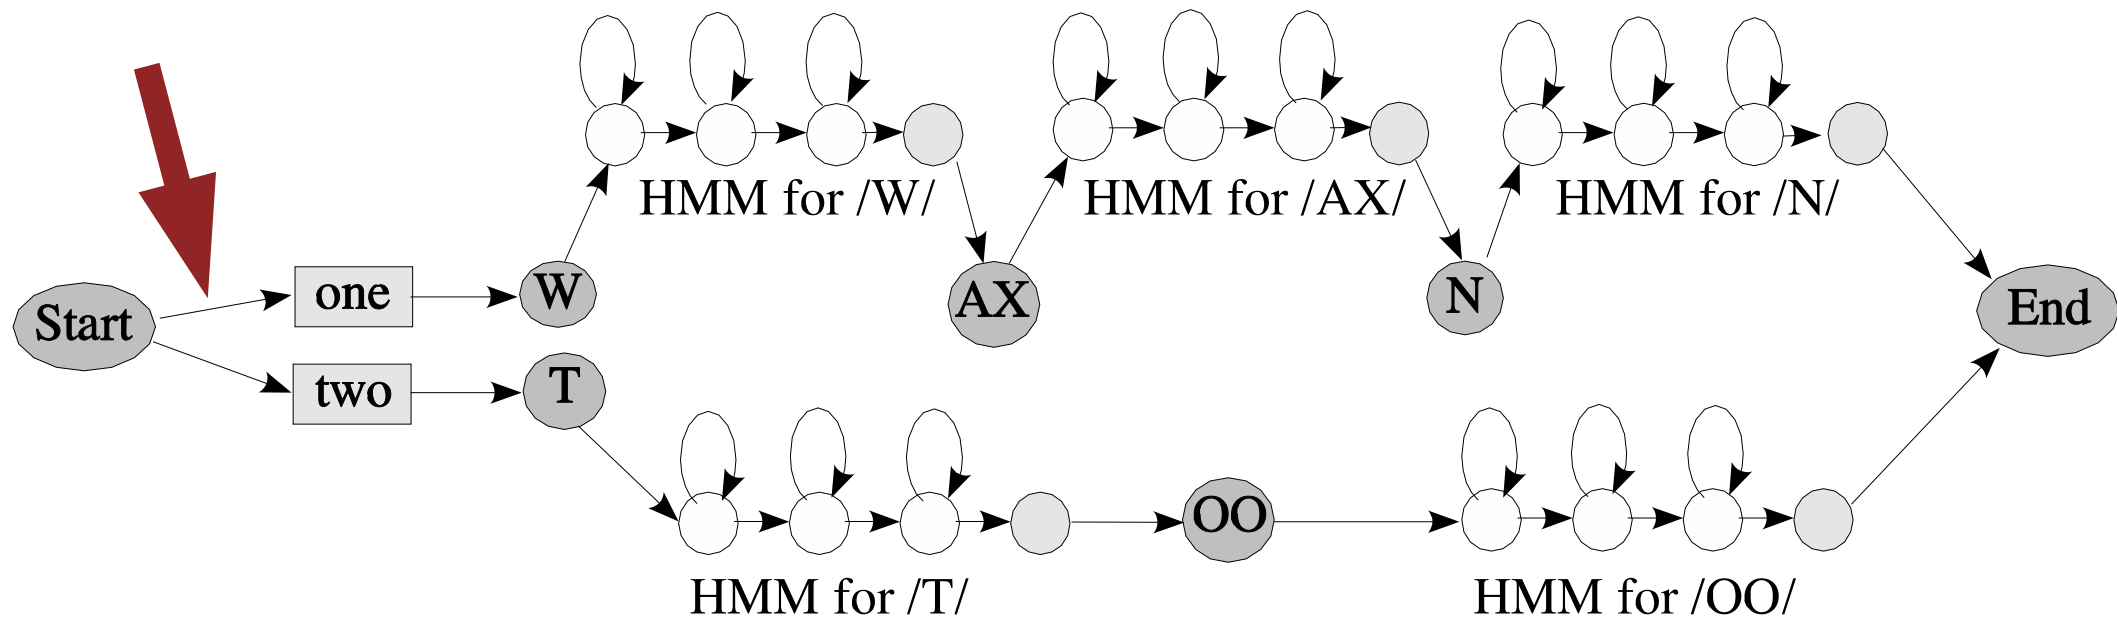 HMM for /W/
HMM for /AX/
HMM for /N/
Start
one
W
AX
N
End
two
T
OO
HMM for /T/
HMM for /OO/